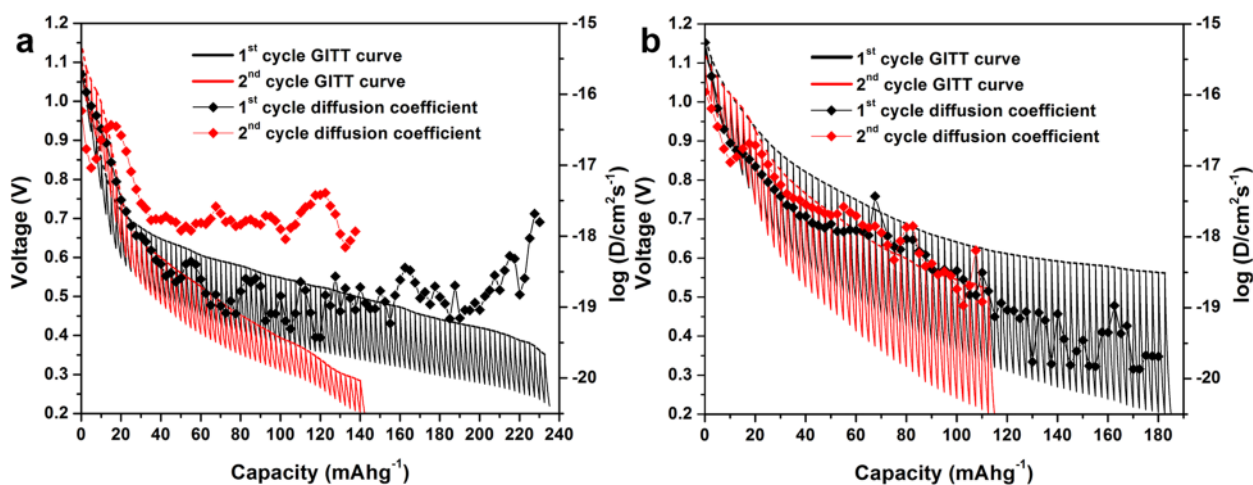 a
1st cycle GITT curve
2nd cycle GITT curve
1st cycle diffusion coefficient
2nd cycle diffusion coefficient
Voltage (V)
1.2
1.1
1.0
0.9
0.8
0.7
0.6
0.5
0.4
0.3
0.2
0 20 40 60 80 100 120 140 160 180 200 220 240
Capacity (mAhg-1)
-15
-16
-17
-18
-19
-20
log (D/cm2s-1)
b
1st cycle GITT curve
2nd cycle GITT curve
1st cycle diffusion coefficient
2nd cycle diffusion coefficient
Voltage (V)
1.2
1.1
1.0
0.9
0.8
0.7
0.6
0.5
0.4
0.3
0.2
0 20 40 60 80 100 120 140 160 180
Capacity (mAhg-1)
-15
-16
-17
-18
-19
-20
log (D/cm2s-1)